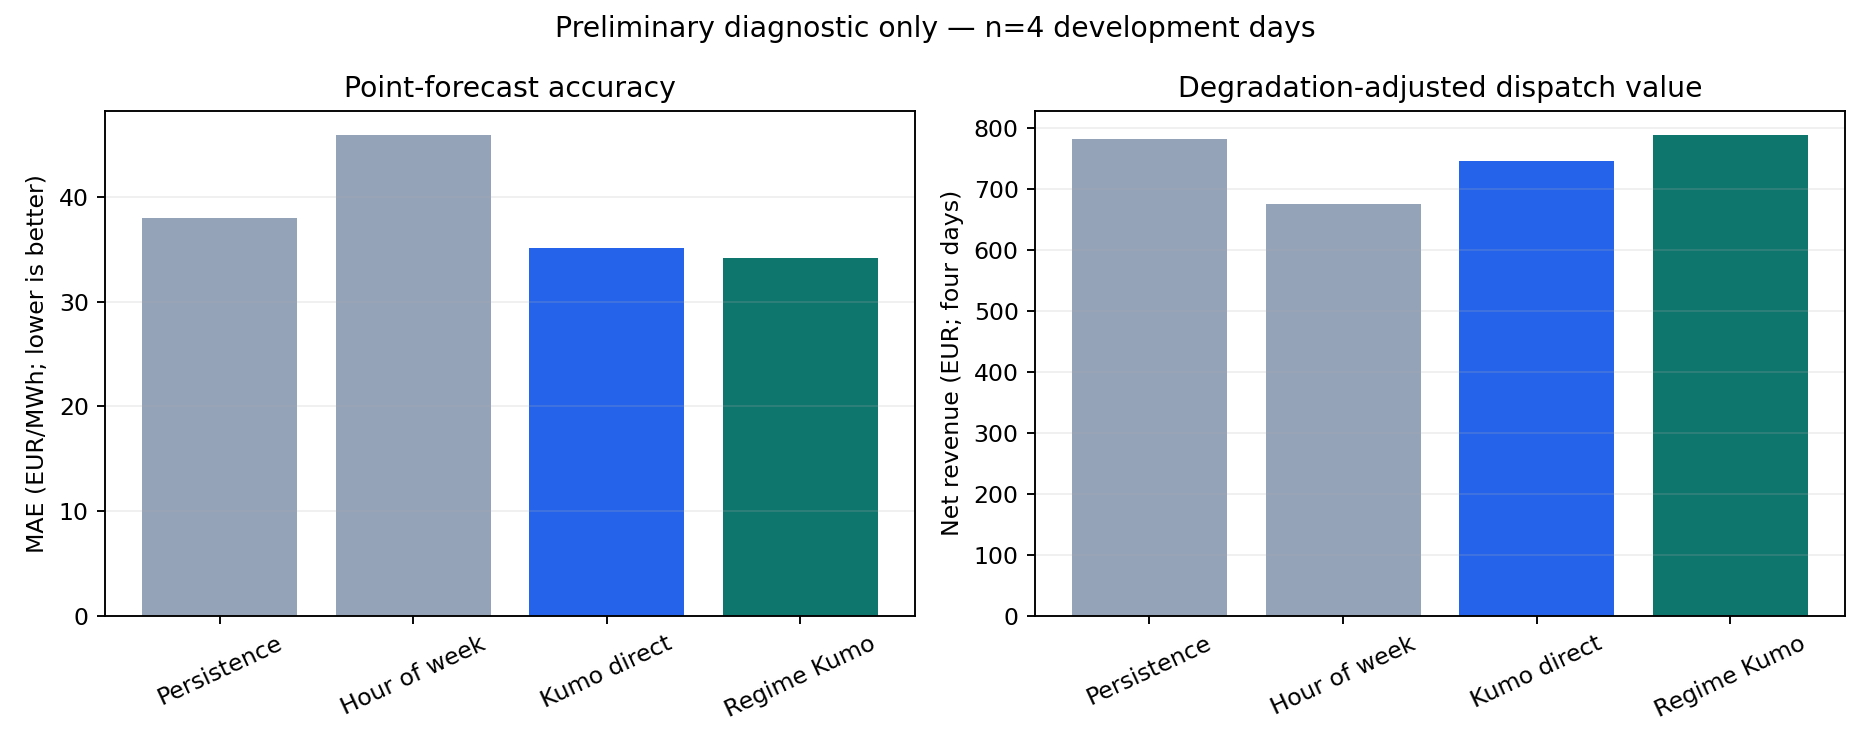 Preliminary diagnostic only — n=4 development days
Point-forecast accuracy
MAE (EUR/MWh; lower is better)
40
30
20
10
0
Persistence
Hour of week
Kumo direct
Regime Kumo
Degradation-adjusted dispatch value
Net revenue (EUR; four days)
800
700
600
500
400
300
200
100
0
Persistence
Hour of week
Kumo direct
Regime Kumo